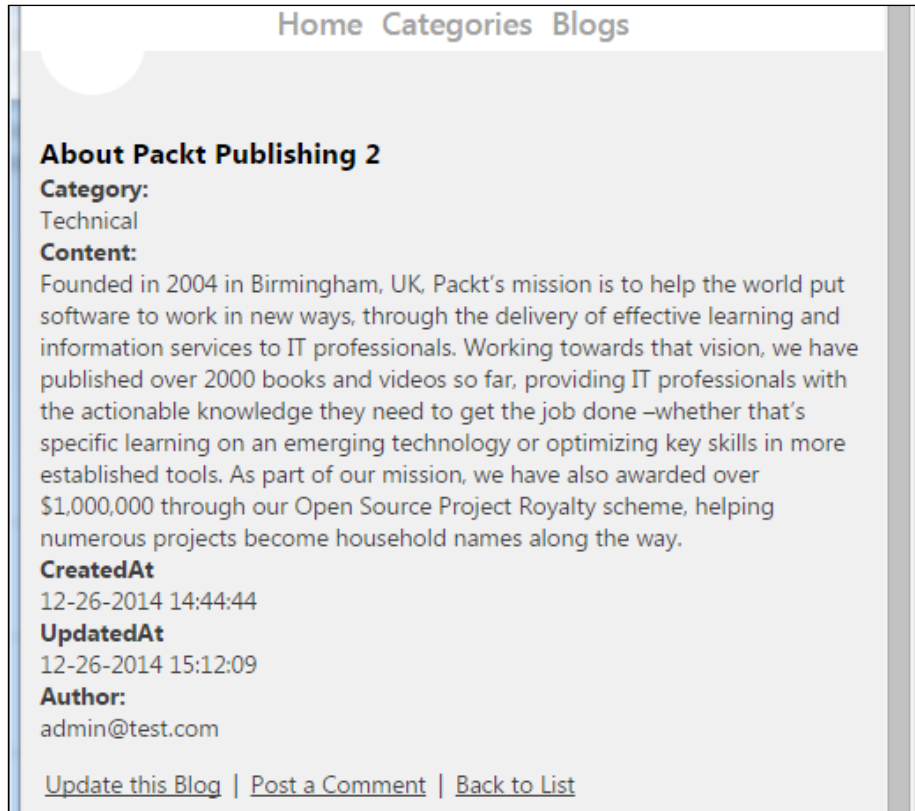 Home Categories Blogs
About Packt Publishing 2
Category:
Technical
Content:
Founded in 2004 in Birmingham, UK, Packt’s mission is to help the world put
software to work in new ways, through the delivery of effective learning and
information services to IT professionals. Working towards that vision, we have
published over 2000 books and videos so far, providing IT professionals with
the actionable knowledge they need to get the job done –whether that’s
specific learning on an emerging technology or optimizing key skills in more
established tools. As part of our mission, we have also awarded over
$1,000,000 through our Open Source Project Royalty scheme, helping
numerous projects become household names along the way.
CreatedAt
12-26-2014 14:44:44
UpdatedAt
12-26-2014 15:12:09
Author:
admin@test.com
Update this Blog | Post a Comment | Back to List